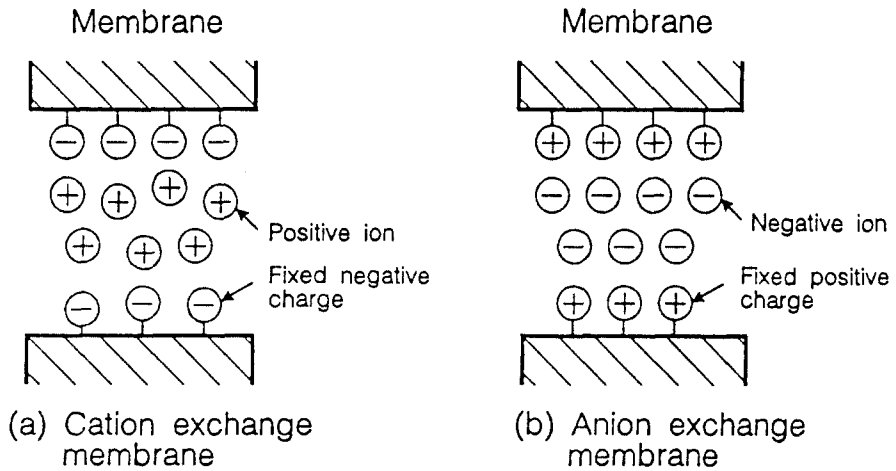 Membrane
Membrane
Positive ion
Fixed negative
charge
Negative ion
Fixed positive
charge
(a) Cation exchange
membrane
(b) Anion exchange
membrane